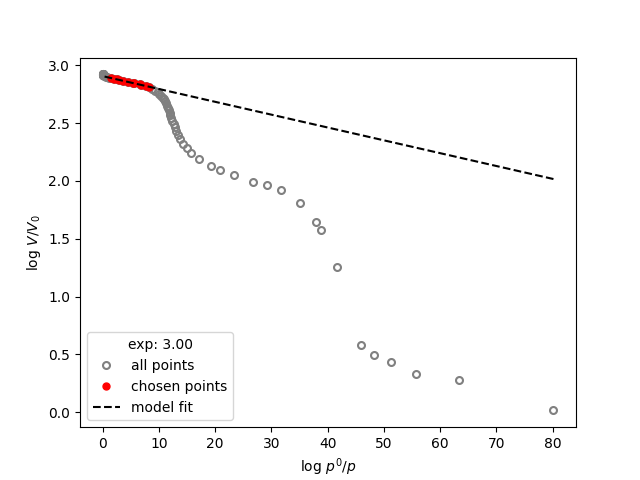 3.0
2.5
2.0
1.5
1.0
0.5
0.0
log V/V₀
exp: 3.00
all points
chosen points
model fit
0 10 20 30 40 50 60 70 80
log p⁰/p